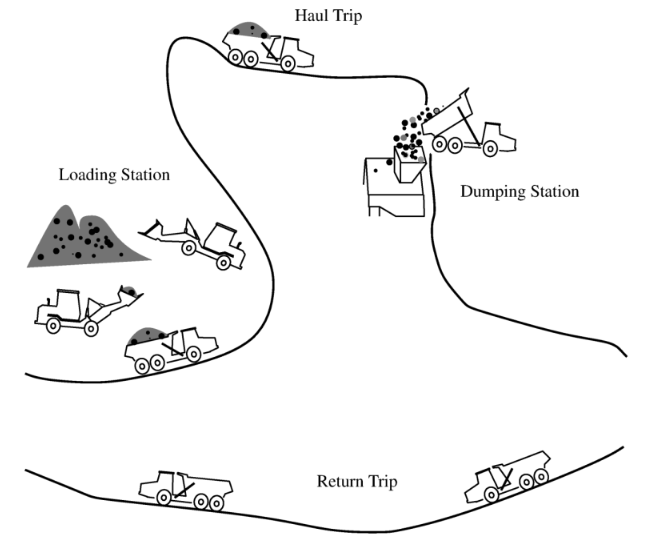 Haul Trip
Loading Station
Dumping Station
Return Trip